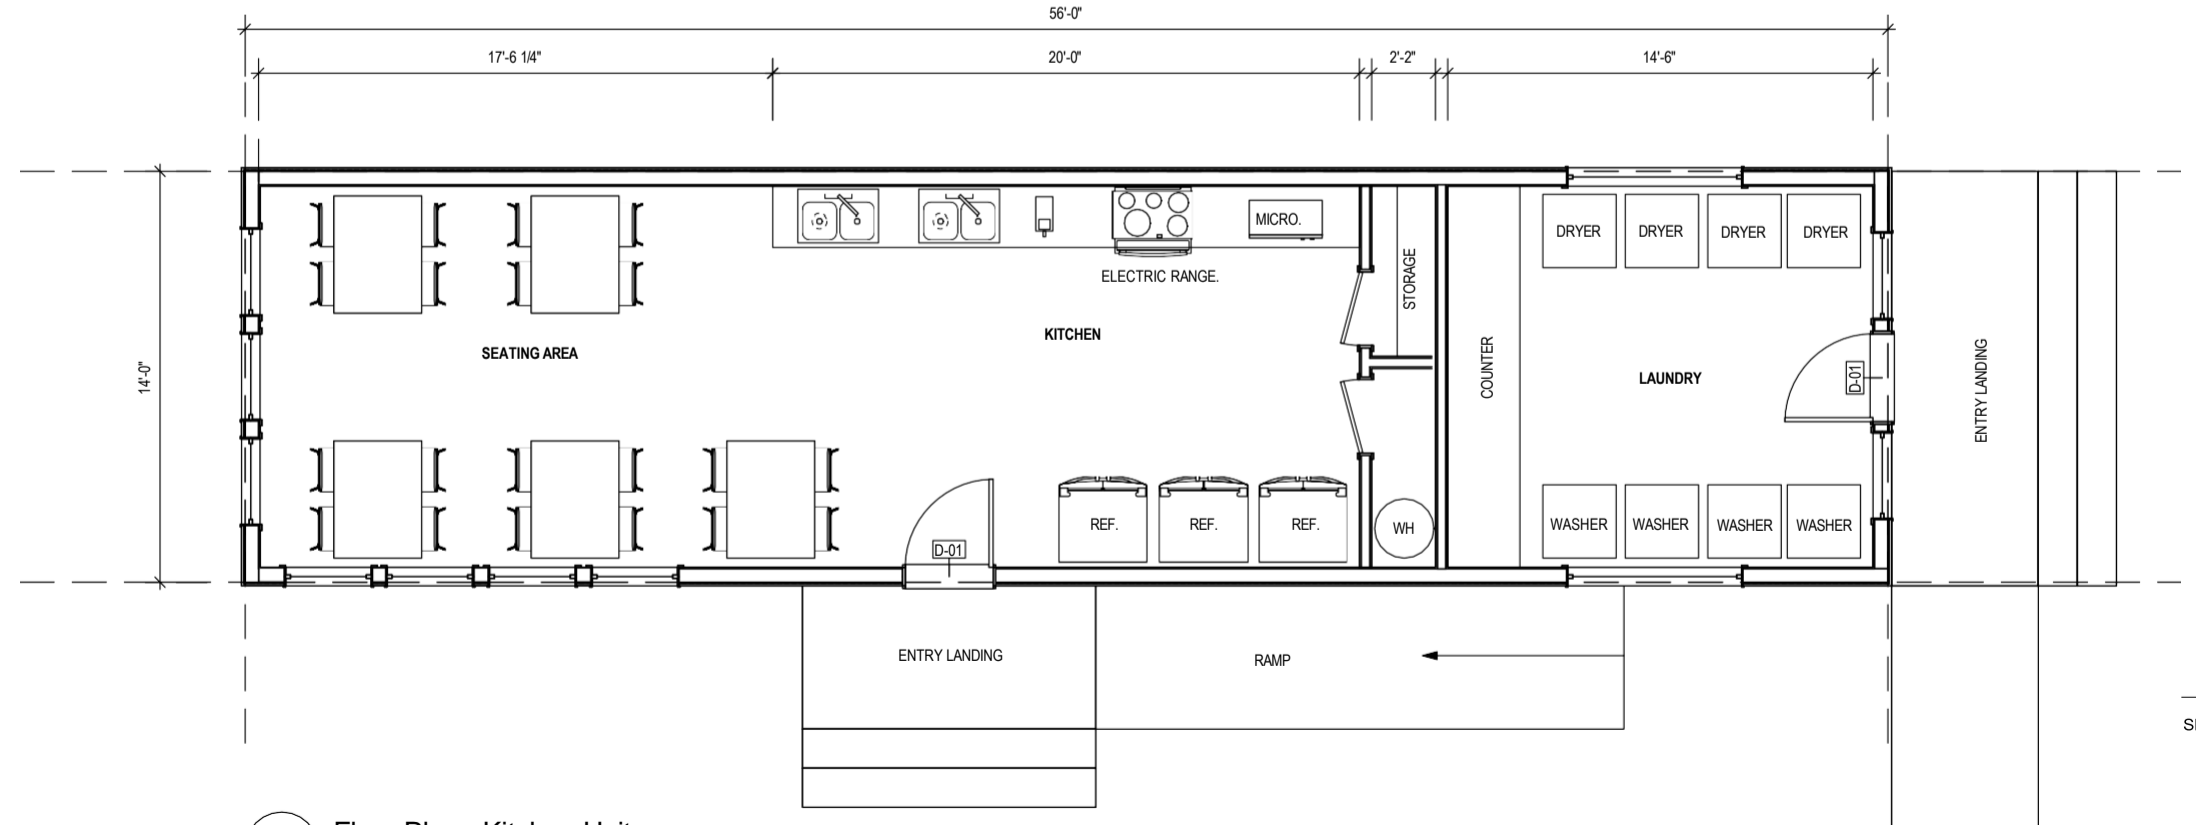 56'-0"
17'-6 1/4"
20'-0"
2'-2"
14'-6"
14'-0"
MICRO.
ELECTRIC RANGE.
STORAGE
DRYER
DRYER
DRYER
DRYER
SEATING AREA
KITCHEN
COUNTER
LAUNDRY
D-01
ENTRY LANDING
D-01
REF.
REF.
REF.
WH
WASHER
WASHER
WASHER
WASHER
ENTRY LANDING
RAMP